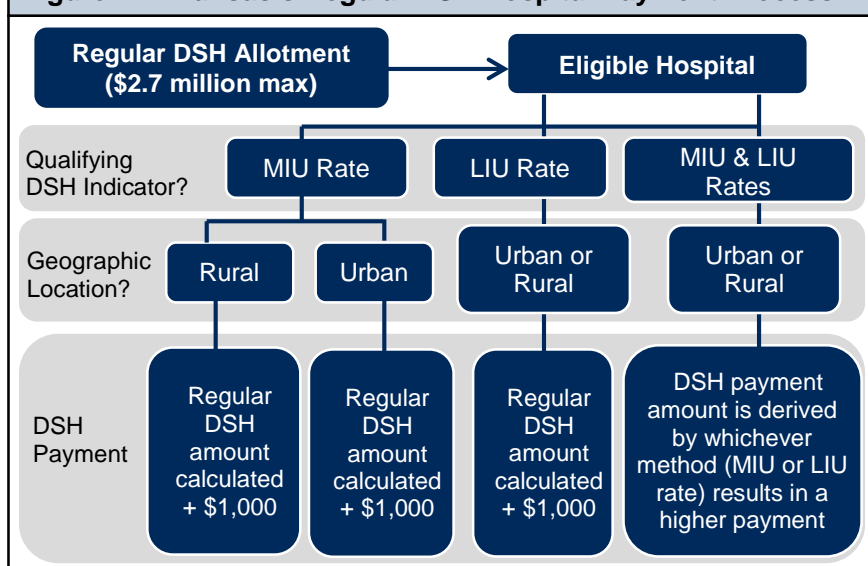 Regular DSH Allotment
($2.7 million max)
Eligible Hospital
Qualifying
DSH Indicator?
MIU Rate
LIU Rate
MIU & LIU
Rates
Geographic
Location?
Rural
Urban
Urban or
Rural
Urban or
Rural
DSH
Payment
Regular
DSH
amount
calculated
+ $1,000
Regular
DSH
amount
calculated
+ $1,000
Regular
DSH
amount
calculated
+ $1,000
DSH payment
amount is derived
by whichever
method (MIU or LIU
rate) results in a
higher payment